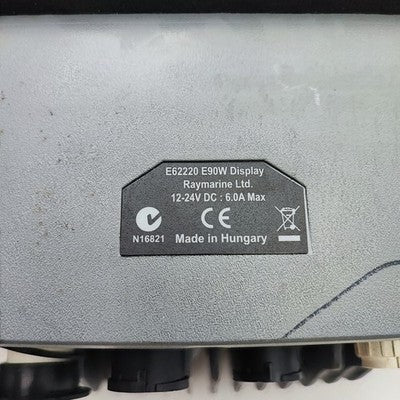 E62220 E90W Display
Raymarine Ltd.
12-24V DC : 6.0A Max
CE
N16821
Made in Hungary